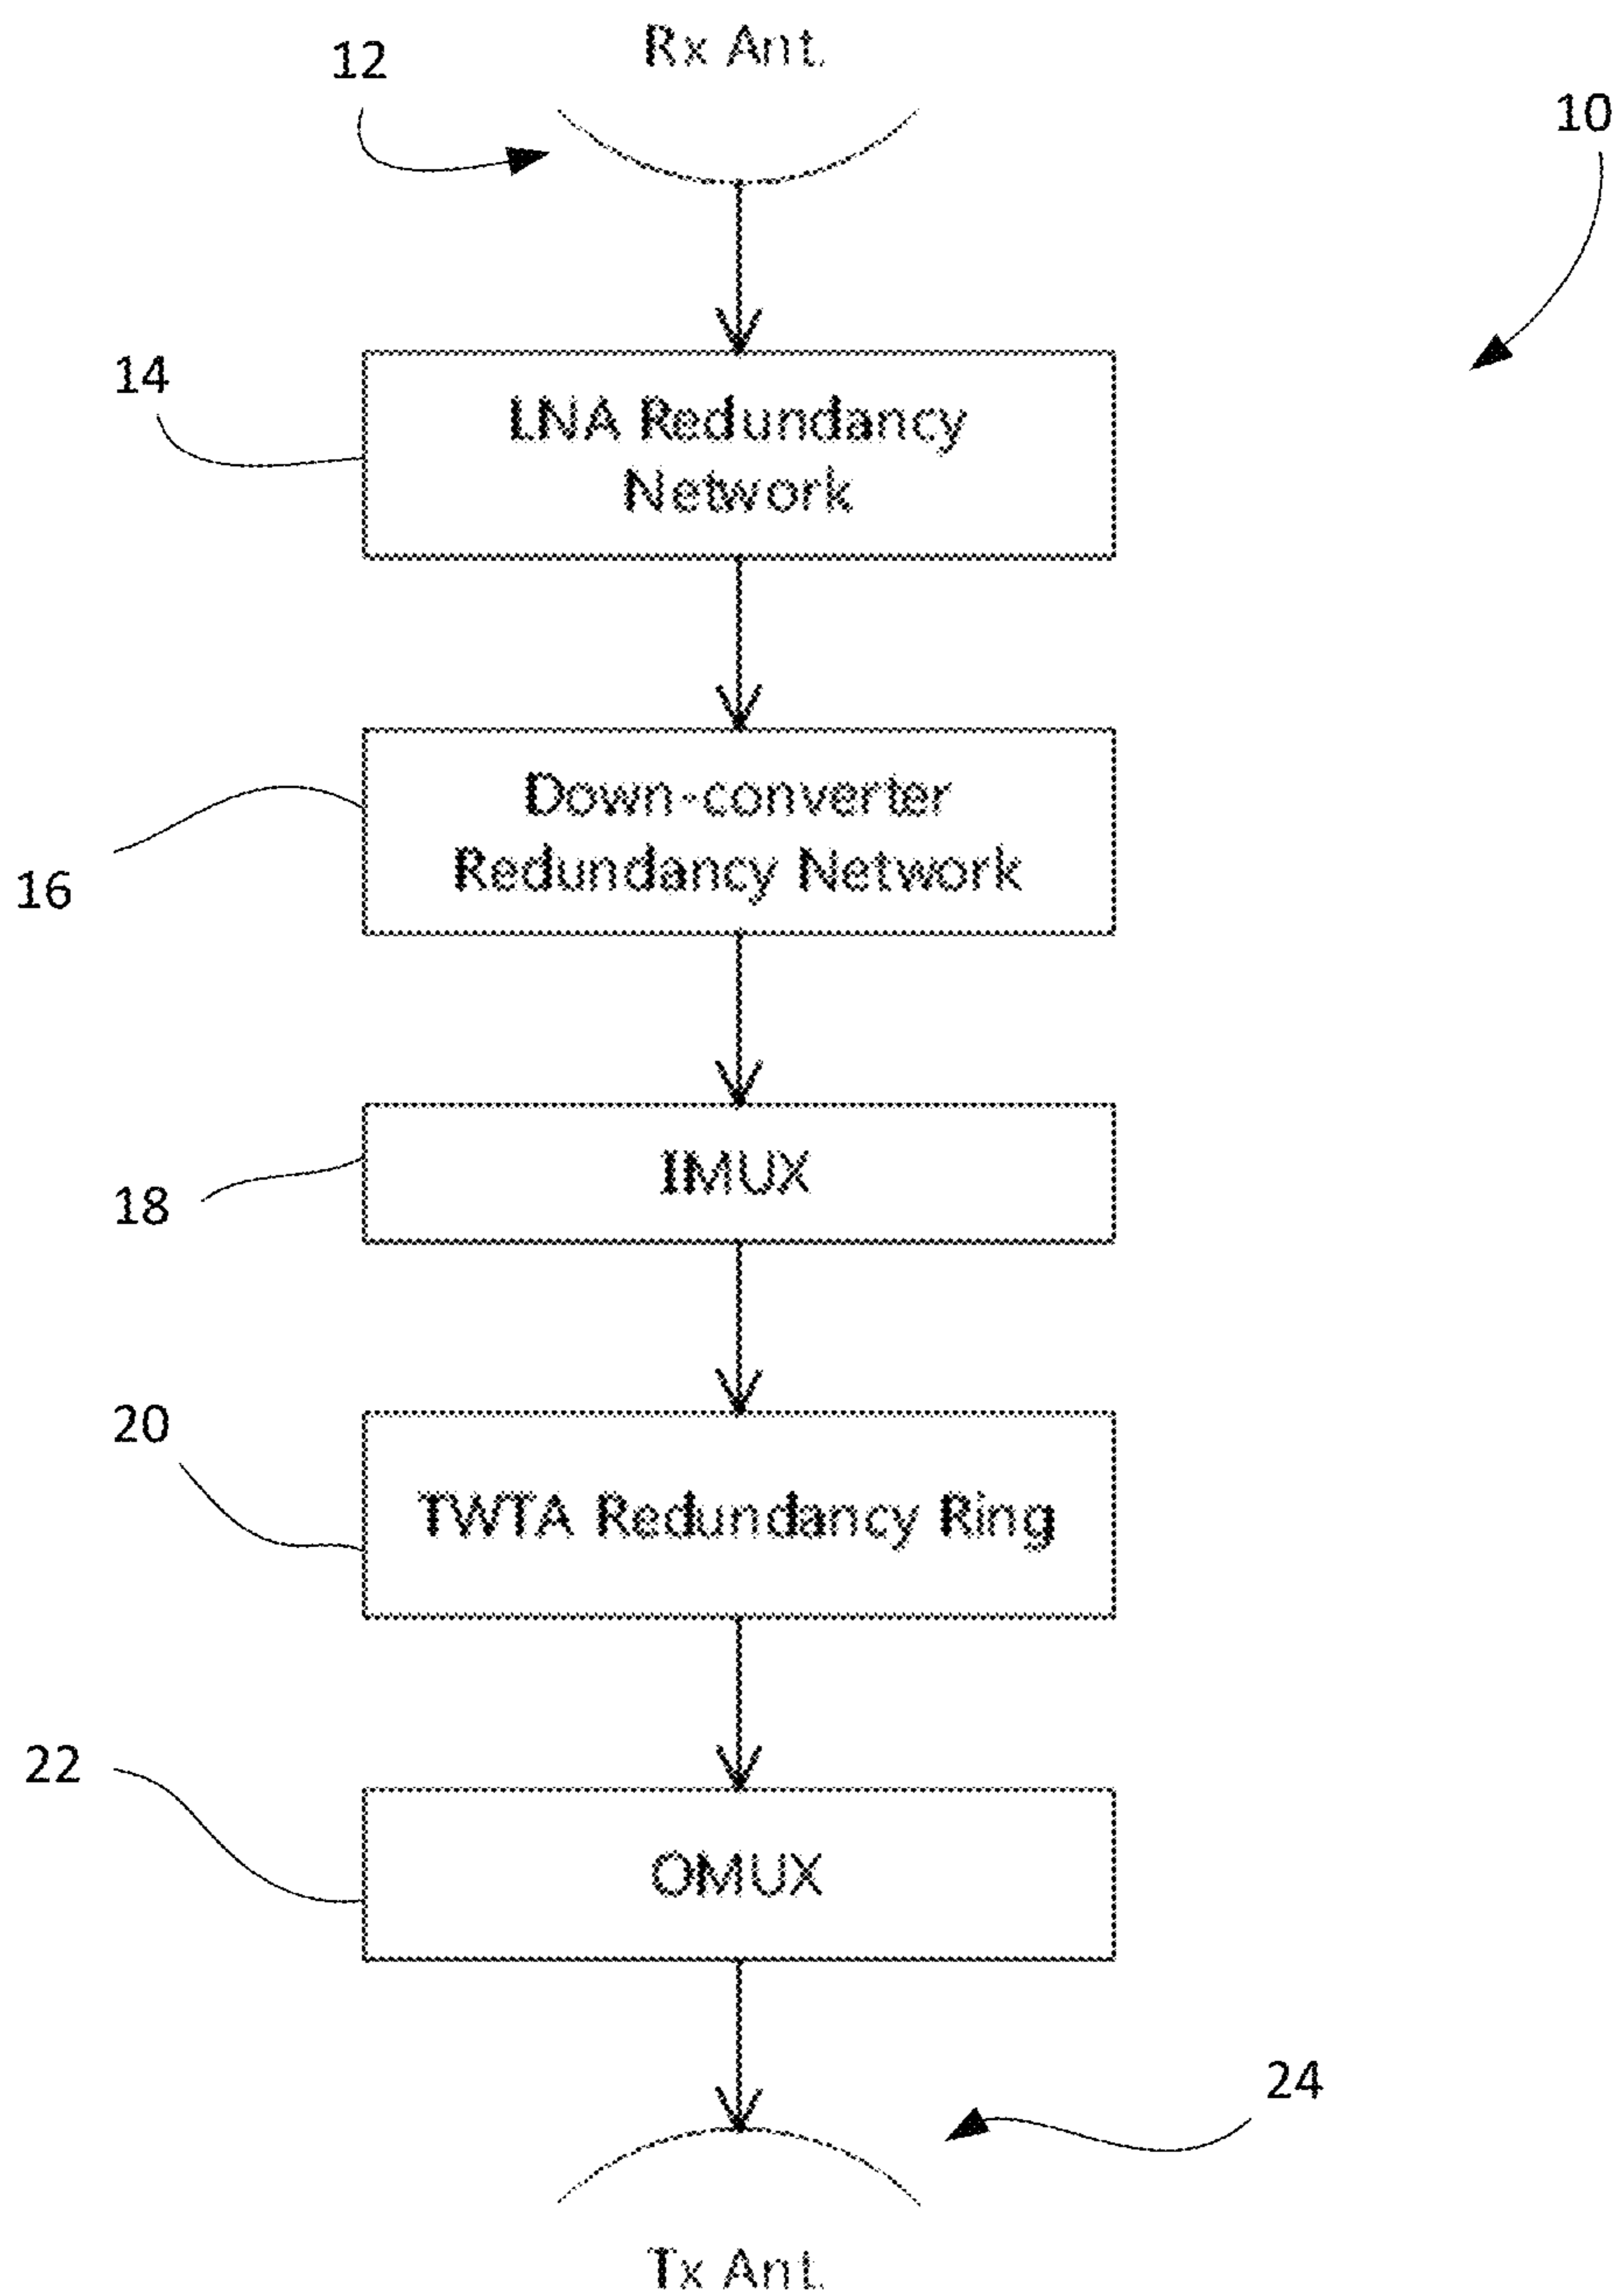 Rx Ant.
12
10
14
LNA Redundancy
Network
Down-converter
Redundancy Network
16
IMUX
18
20
TWTA Redundancy Ring
22
OMUX
24
Tx Ant.